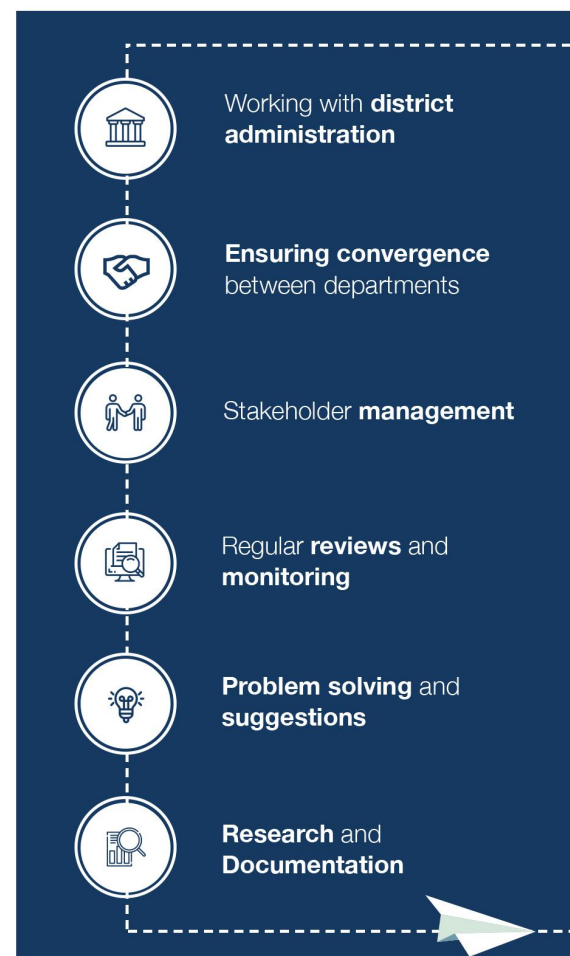 Working with district
administration
Ensuring convergence
between departments
Stakeholder management
Regular reviews and
monitoring
Problem solving and
suggestions
Research and
Documentation